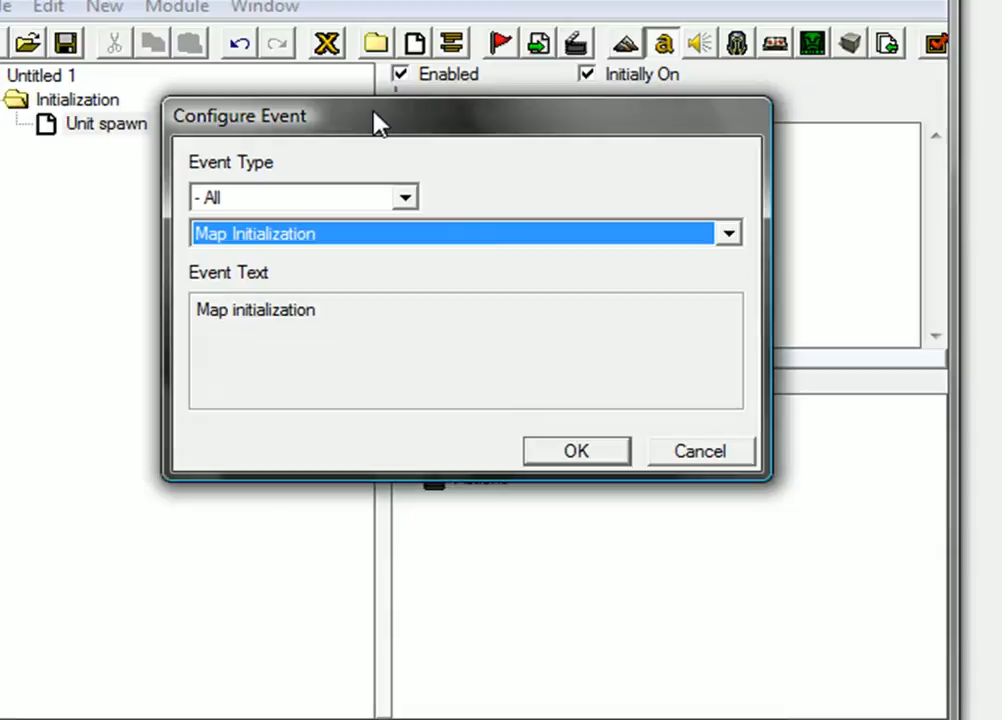 Edit New Module Window
Untitled 1
Enabled
Initially On
Initialization
Unit spawn
Configure Event
Event Type
- All
Map Initialization
Event Text
Map initialization
OK
Cancel